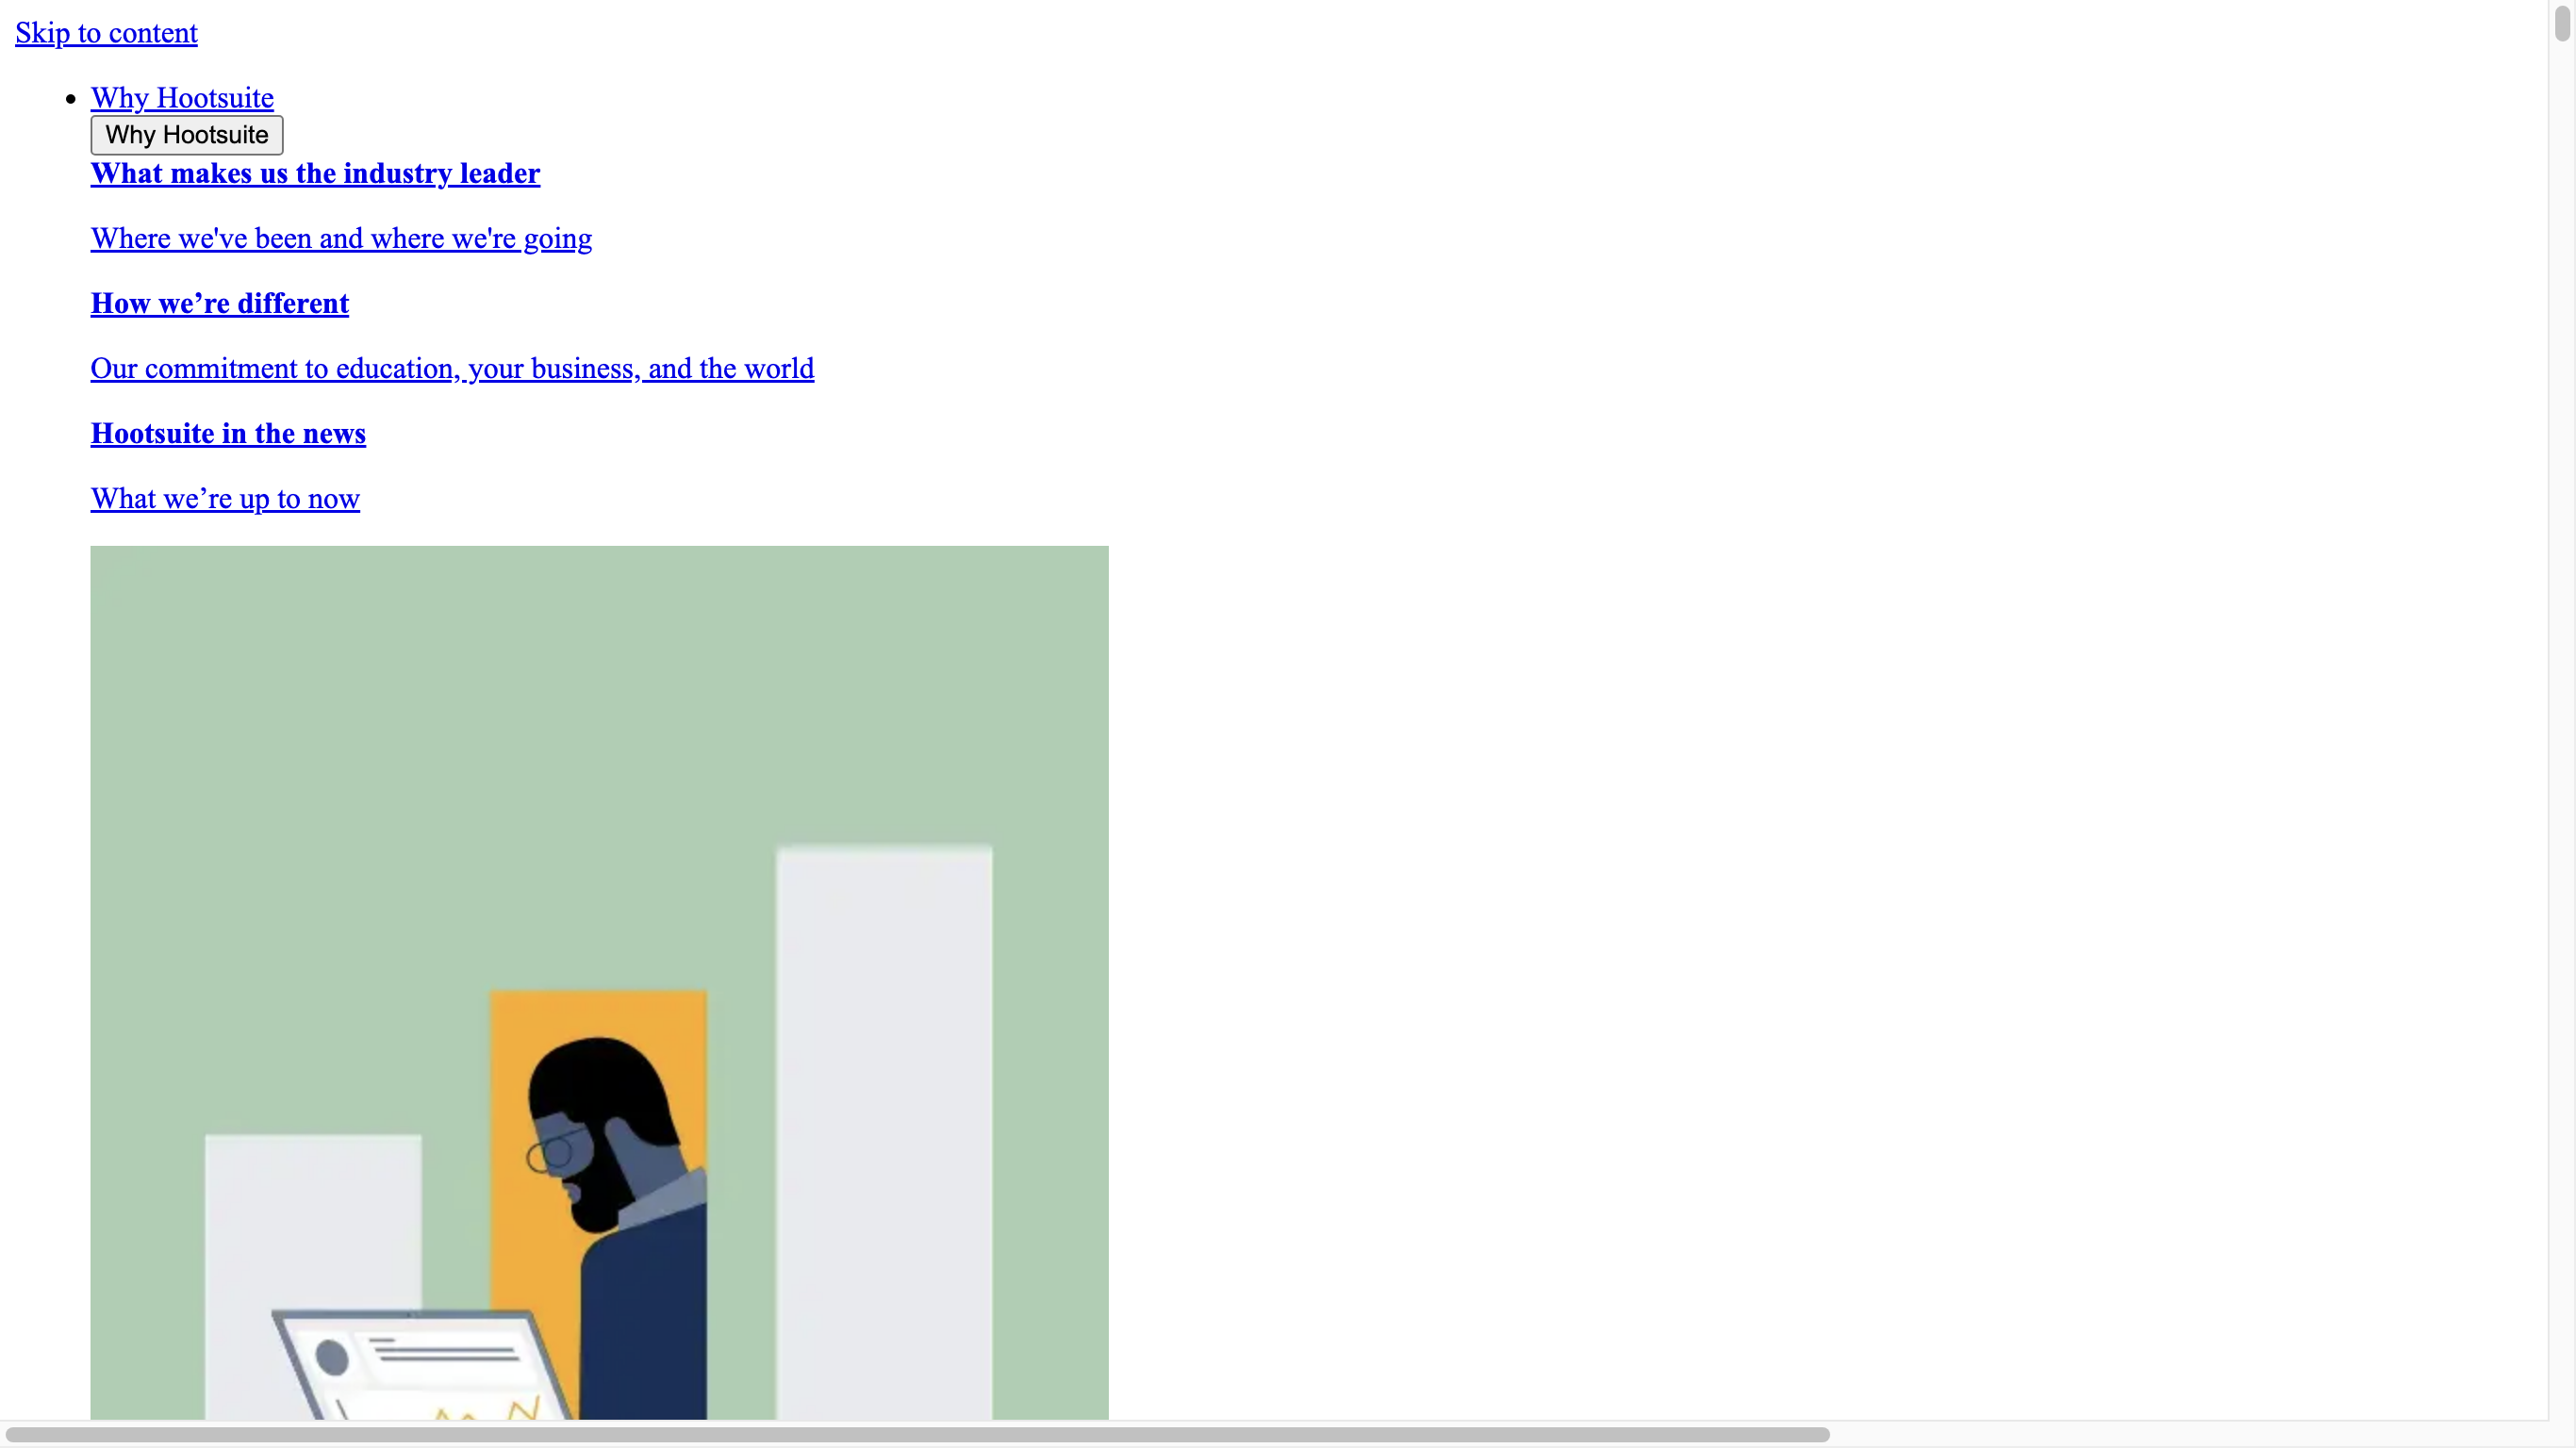 Skip to content
Why Hootsuite
Why Hootsuite
What makes us the industry leader
Where we've been and where we're going
How we’re different
Our commitment to education, your business, and the world
Hootsuite in the news
What we’re up to now